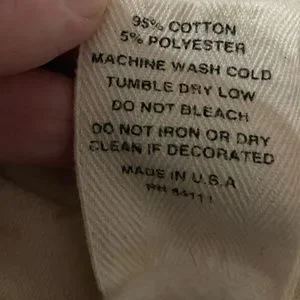 95% COTTON
5% POLYESTER
MACHINE WASH COLD
TUMBLE DRY LOW
DO NOT BLEACH
DO NOT IRON OR DRY
CLEAN IF DECORATED
MADE IN U.S.A